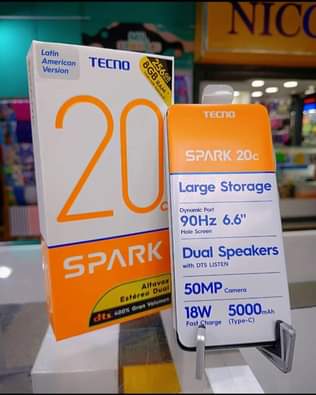 NICO
Latin
American
Version
TECNO
256GB
8GB RAM
20c
SPARK
Altavoz
Estéreo Dual
dts 400% Gran Volumen
TECNO
SPARK 20c
Large Storage
Dynamic Port
90Hz 6.6"
Hole Screen
Dual Speakers
with DTS LISTEN
50MP Camera
18W 5000mAh
Fast Charge (Type-C)